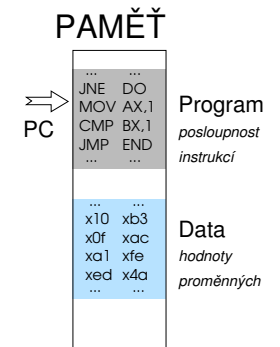 PAMĚŤ
... ...
JNE DO
MOV AX,1
CMP BX,1
JMP END
... ...
PC
Program
posloupnost
instrukcí
... ...
x10 xb3
x0f xac
xa1 xfe
xed x4a
... ...
Data
hodnoty
proměnných